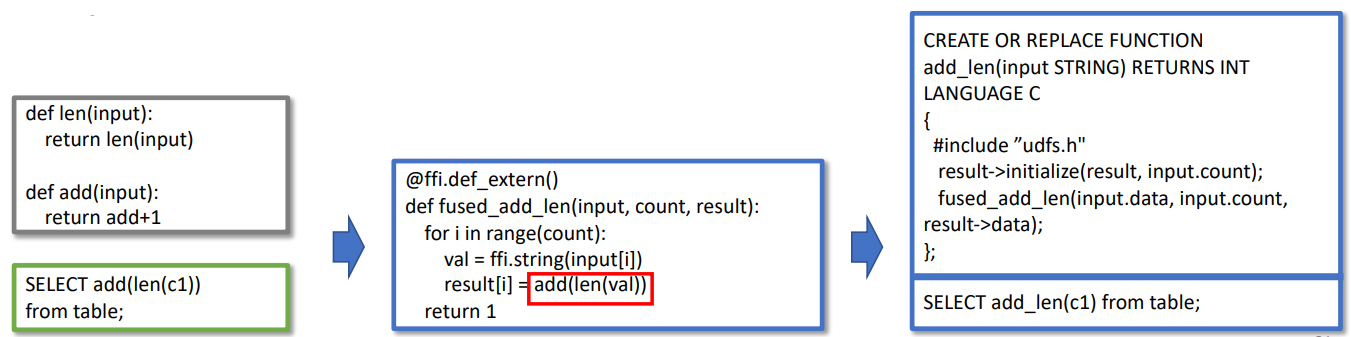 def len(input):
return len(input)
def add(input):
return add+1
SELECT add(len(c1))
from table;
@ffi.def_extern()
def fused_add_len(input, count, result):
for i in range(count):
val = ffi.string(input[i])
result[i] = add(len(val))
return 1
CREATE OR REPLACE FUNCTION
add_len(input STRING) RETURNS INT
LANGUAGE C
{
#include ”udfs.h"
result->initialize(result, input.count);
fused_add_len(input.data, input.count,
result->data);
};
SELECT add_len(c1) from table;